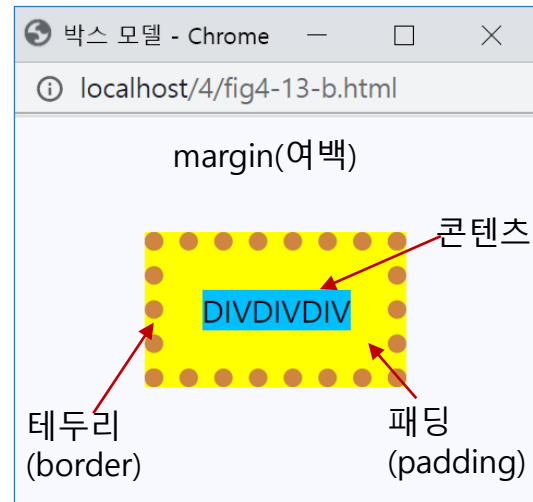 박스 모델 - Chrome
localhost/4/fig4-13-b.html
margin(여백)
콘텐츠
DIVDIVDIV
테두리
(border)
패딩
(padding)